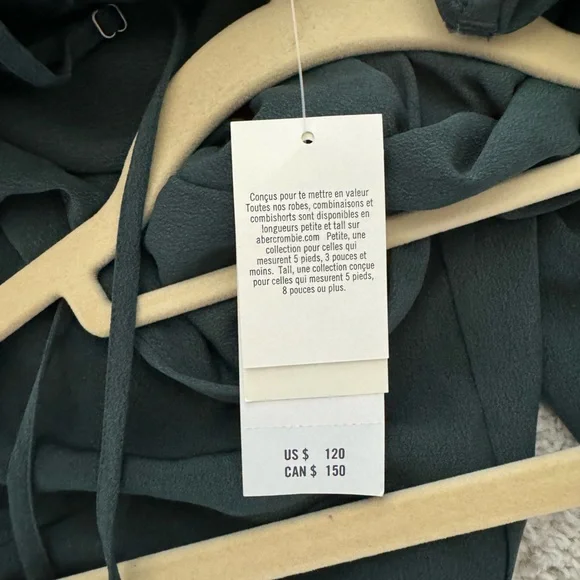 Conçus pour te mettre en valeur
Toutes nos robes, combinaisons et
combishorts sont disponibles en
longueurs petite et tall sur
abercrombie.com Petite, une
collection pour celles qui
mesurent 5 pieds, 3 pouces et
moins. Tall, une collection conçue
pour celles qui mesurent 5 pieds,
8 pouces ou plus.
US $ 120
CAN $ 150